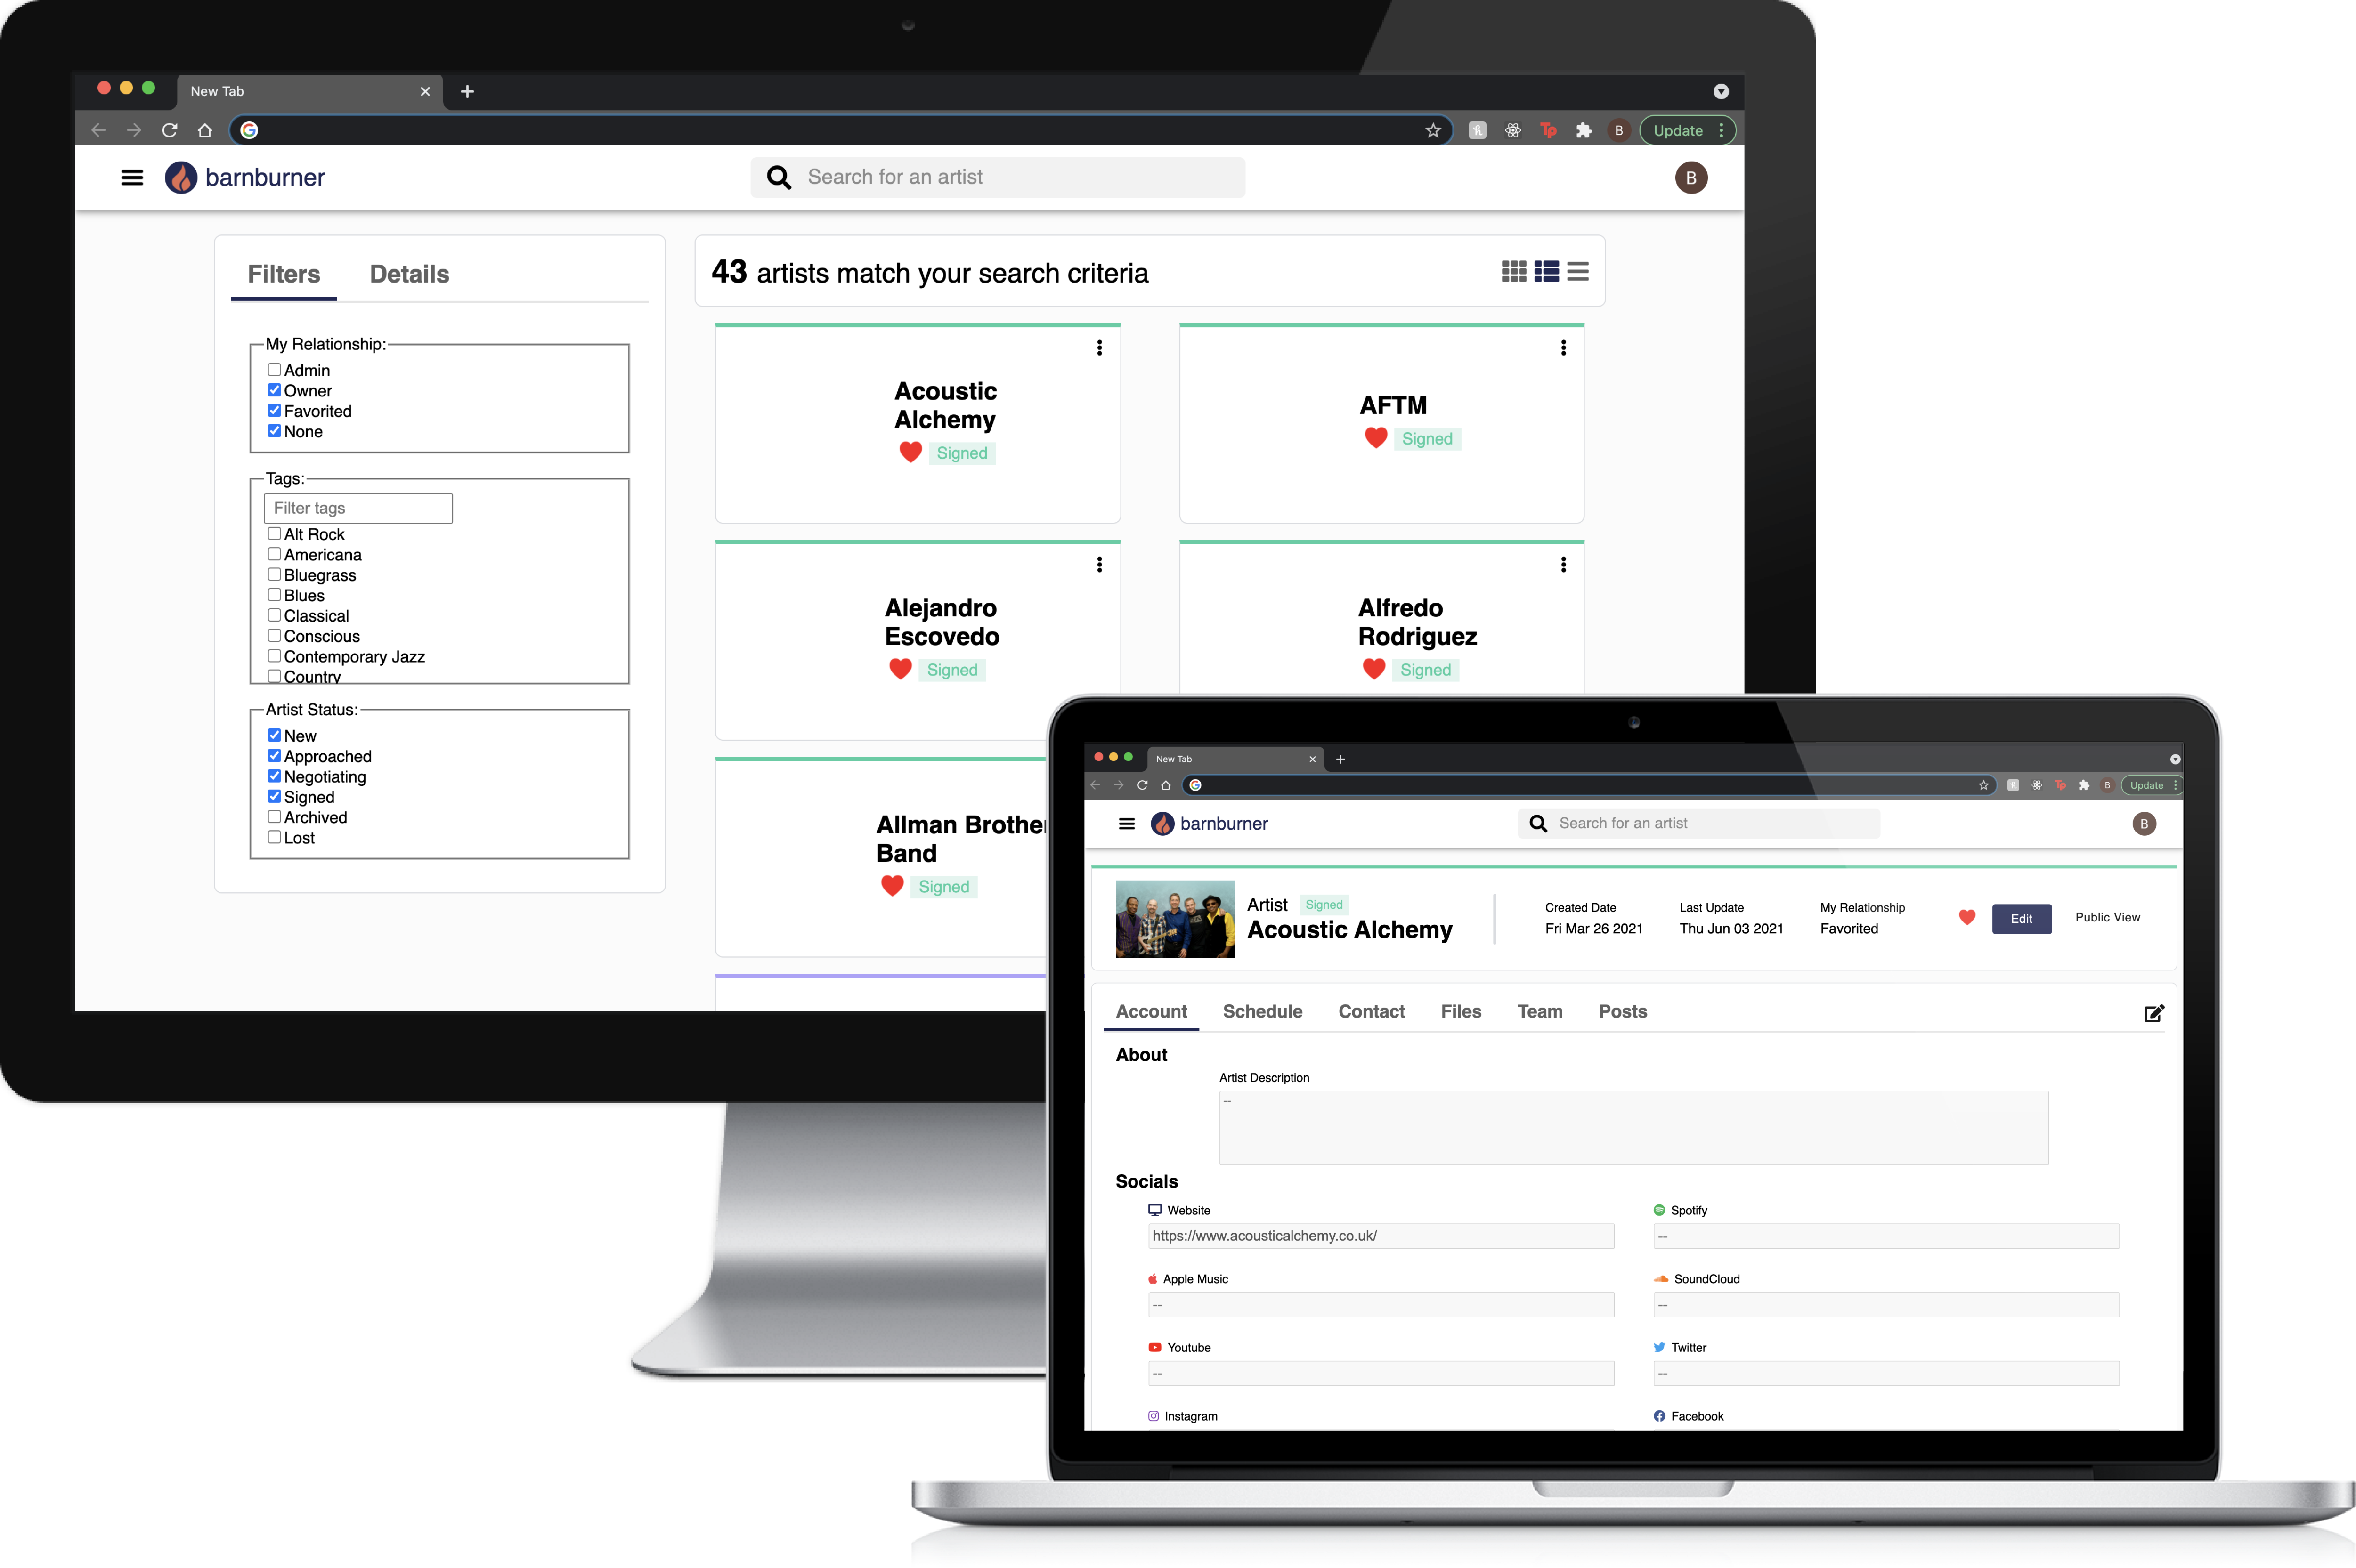 New Tab
B
Update
barnburner
Search for an artist
B
Filters
Details
My Relationship:
Admin
Owner
Favorited
None
Tags:
Filter tags
Alt Rock
Americana
Bluegrass
Blues
Classical
Conscious
Contemporary Jazz
Country
Artist Status:
New
Approached
Negotiating
Signed
Archived
Lost
43 artists match your search criteria
Acoustic
Alchemy
Signed
AFTM
Signed
Alejandro
Escovedo
Signed
Alfredo
Rodriguez
Signed
Allman Brothe
Band
Signed
New Tab
B
Update
barnburner
Search for an artist
B
Artist Signed
Acoustic Alchemy
Created Date
Fri Mar 26 2021
Last Update
Thu Jun 03 2021
My Relationship
Favorited
Edit
Public View
Account
Schedule
Contact
Files
Team
Posts
About
Artist Description
--
Socials
Website
https://www.acousticalchemy.co.uk/
Spotify
--
Apple Music
--
SoundCloud
--
Youtube
--
Twitter
--
Instagram
Facebook